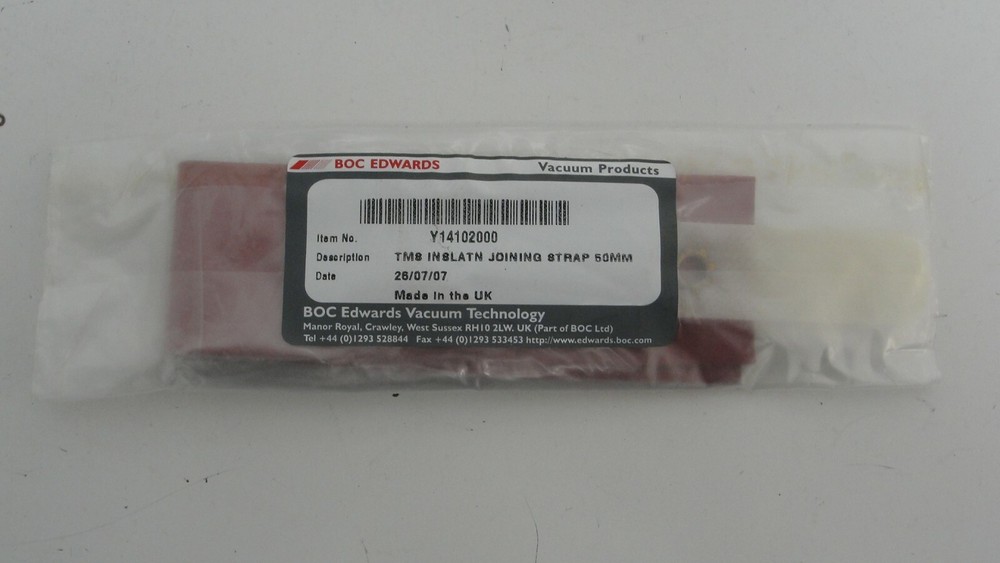 BOC EDWARDS Vacuum Products
Item No. Y14102000
Description TMS INSLATN JOINING STRAP 50MM
Date 26/07/07
Made in the UK
BOC Edwards Vacuum Technology
Manor Royal, Crawley, West Sussex RH10 2LW. UK (Part of BOC Ltd)
Tel +44 (0)1293 528844 Fax +44 (0)1293 533453 http://www.edwards.boc.com